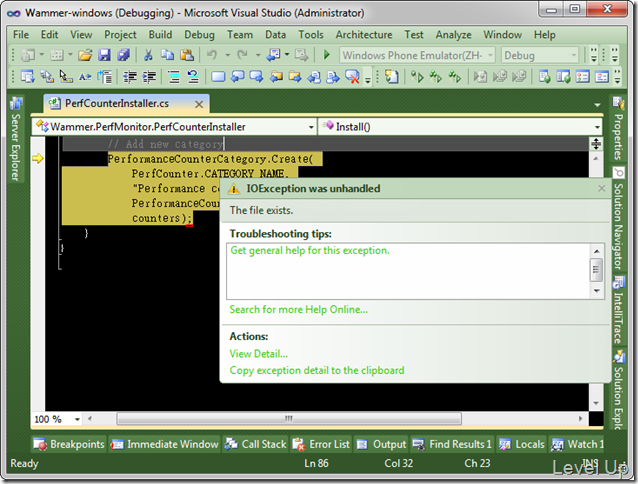 Wammer-windows (Debugging) - Microsoft Visual Studio (Administrator)
File Edit View Project Build Debug Team Data Tools Test Analyze Window Help
Windows Phone Emulator(ZH- Debug
PerfCounterInstaller.cs
Wammer.PerfMonitor.PerfCounterInstaller Install()
// Add new category
PerformanceCounterCategory.Create(
PerfCounter.CATEGORY_NAME,
"Performance co
PerformanceCou
counters);
}
}
IOException was unhandled
The file exists.
Troubleshooting tips:
Get general help for this exception.
Search for more Help Online...
Actions:
View Detail...
Copy exception detail to the clipboard
Server Explorer
Properties
Solution Navigator
IntelliTrace
Solution Explo
100 %
Breakpoints Immediate Window Call Stack Error List Output Find Results 1 Locals Watch 1
Ready Ln 86 Col 32 Ch 23 INS
Level Up